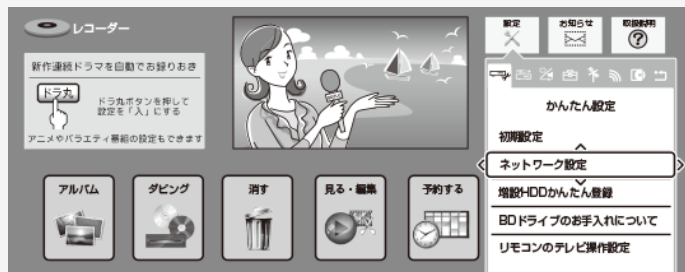 レコーダー
新作連続ドラマを自動でお録りおき
ドラ丸
ドラ丸ボタンを押して
設定を「入」にする
アニメやバラエティ番組の設定もできます
アルバム
ダビング
消す
見る・編集
予約する
設定
お知らせ
取扱説明
かんたん設定
初期設定
ネットワーク設定
増設HDDかんたん登録
BDドライブのお手入れについて
リモコンのテレビ操作設定